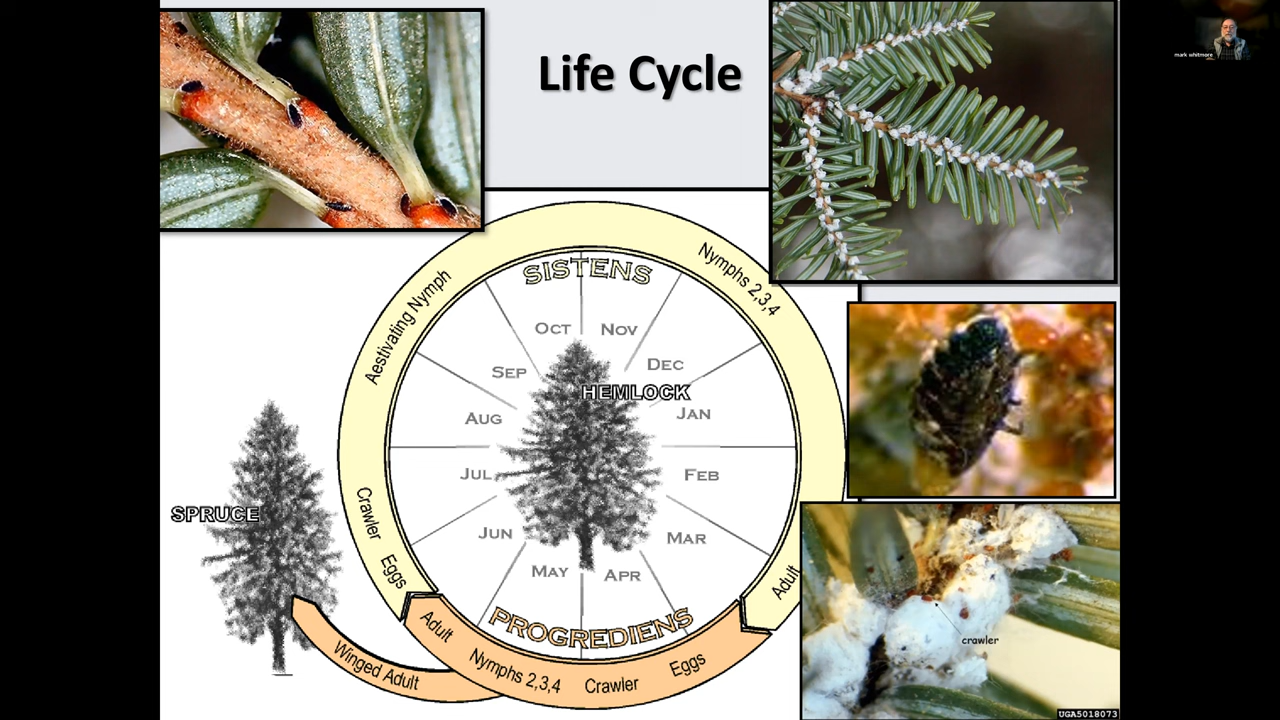 mark whitmore
Life Cycle
Nymphs 2,3,4
SISTENS
Aestivating Nymph
OCT
NOV
SEP
DEC
HEMLOCK
AUG
JAN
JUL
FEB
SPRUCE
Crawler
JUN
MAR
Eggs
MAY
APR
Adult
PROGREDIENS
Adult
Nymphs 2,3,4
Crawler
Eggs
Winged Adult
crawler
UGA5018073